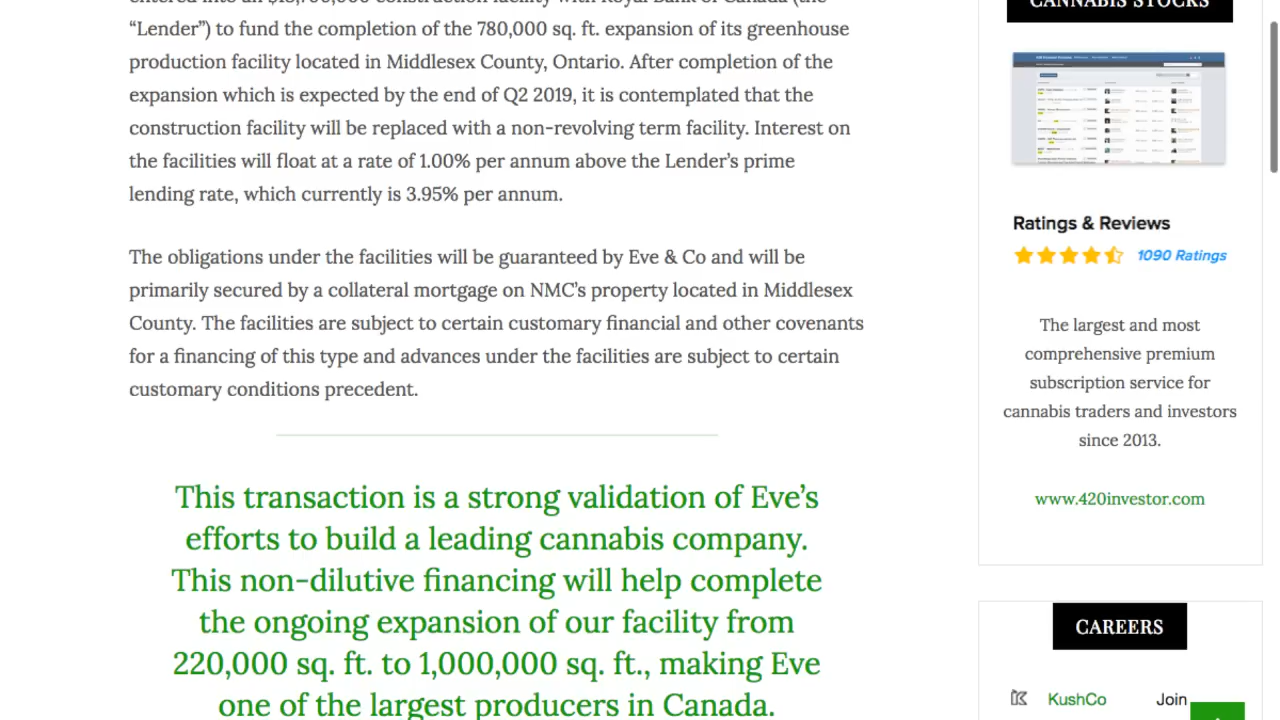 “Lender”) to fund the completion of the 780,000 sq. ft. expansion of its greenhouse
production facility located in Middlesex County, Ontario. After completion of the
expansion which is expected by the end of Q2 2019, it is contemplated that the
construction facility will be replaced with a non-revolving term facility. Interest on
the facilities will float at a rate of 1.00% per annum above the Lender’s prime
lending rate, which currently is 3.95% per annum.
The obligations under the facilities will be guaranteed by Eve & Co and will be
primarily secured by a collateral mortgage on NMC’s property located in Middlesex
County. The facilities are subject to certain customary financial and other covenants
for a financing of this type and advances under the facilities are subject to certain
customary conditions precedent.
This transaction is a strong validation of Eve’s
efforts to build a leading cannabis company.
This non-dilutive financing will help complete
the ongoing expansion of our facility from
220,000 sq. ft. to 1,000,000 sq. ft., making Eve
one of the largest producers in Canada.
CANNABIS STOCKS
Ratings & Reviews
1090 Ratings
The largest and most
comprehensive premium
subscription service for
cannabis traders and investors
since 2013.
www.420investor.com
CAREERS
KushCo Join